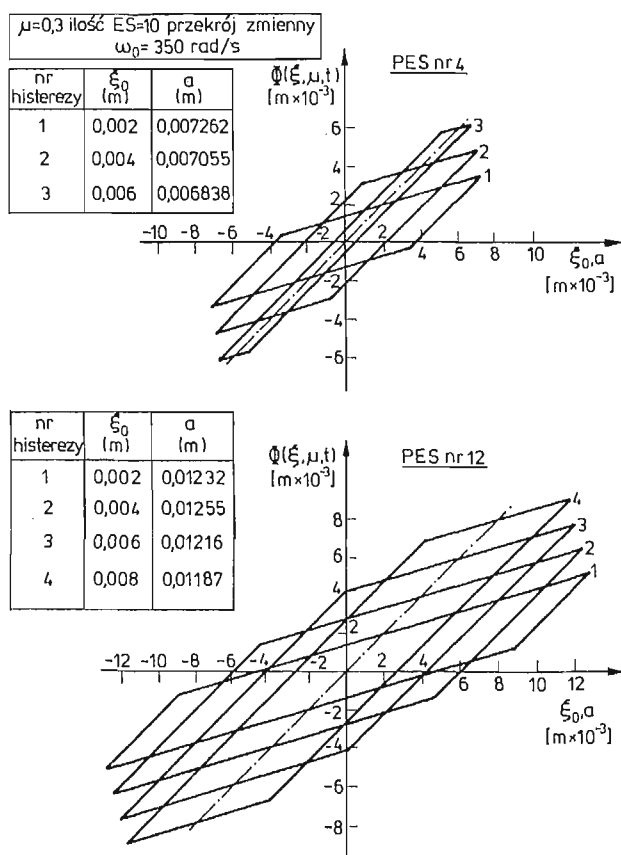 μ=0,3 ilość ES=10 przekrój zmienny
ω₀= 350 rad/s
nr histerezy ξ₀ (m) a (m)
1 0,002 0,007262
2 0,004 0,007055
3 0,006 0,006838
Φ(ξ,μ,t)
[m×10⁻³]
PES nr 4
6
4
2
-2
-4
-6
3
2
1
-10 -8 -6 -4 -2
2 4 6 8 10
ξ₀,a
[m×10⁻³]
nr histerezy ξ₀ (m) a (m)
1 0,002 0,01232
2 0,004 0,01255
3 0,006 0,01216
4 0,008 0,01187
Φ(ξ,μ,t)
[m×10⁻³]
PES nr 12
8
6
4
2
-2
-4
-6
-8
4
3
2
1
-12 -10 -8 -6 -4 -2
2 4 6 8 10 12
ξ₀,a
[m×10⁻³]